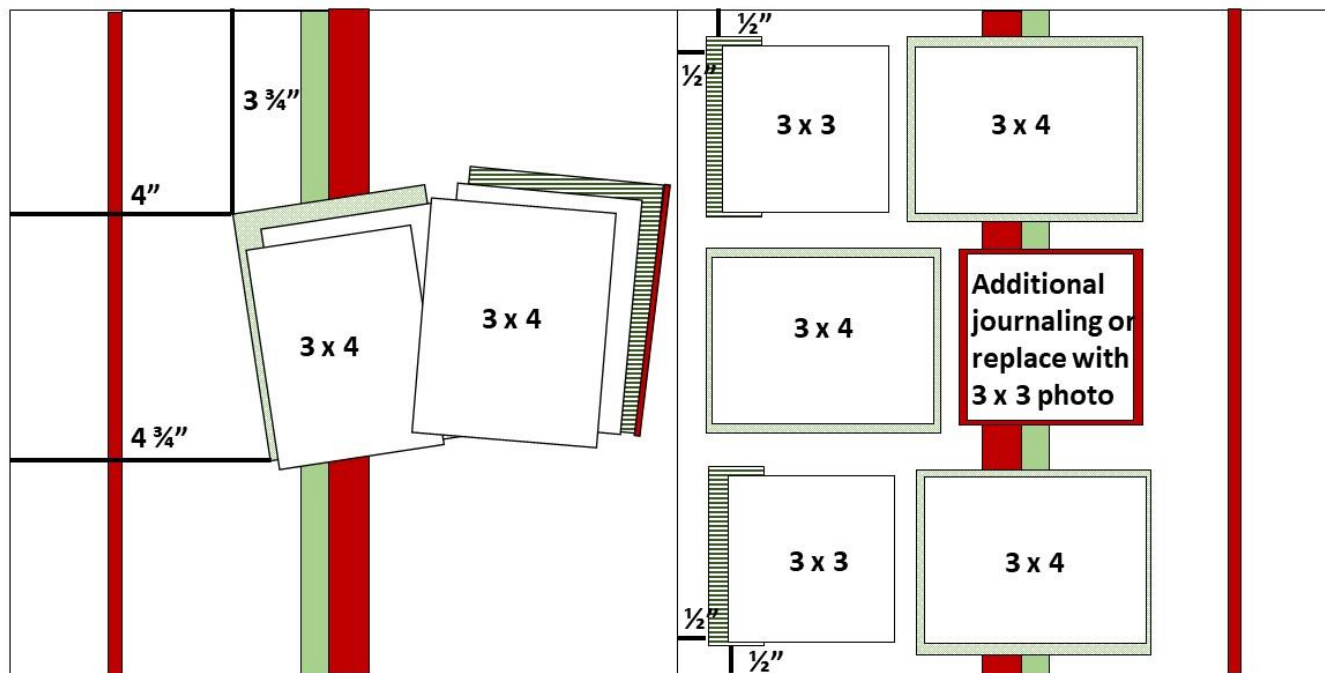 3 ¾”
4”
3 x 4
3 x 4
4 ¾”
½”
½”
3 x 3
3 x 4
3 x 4
Additional
journaling or
replace with
3 x 3 photo
3 x 3
3 x 4
½”
½”